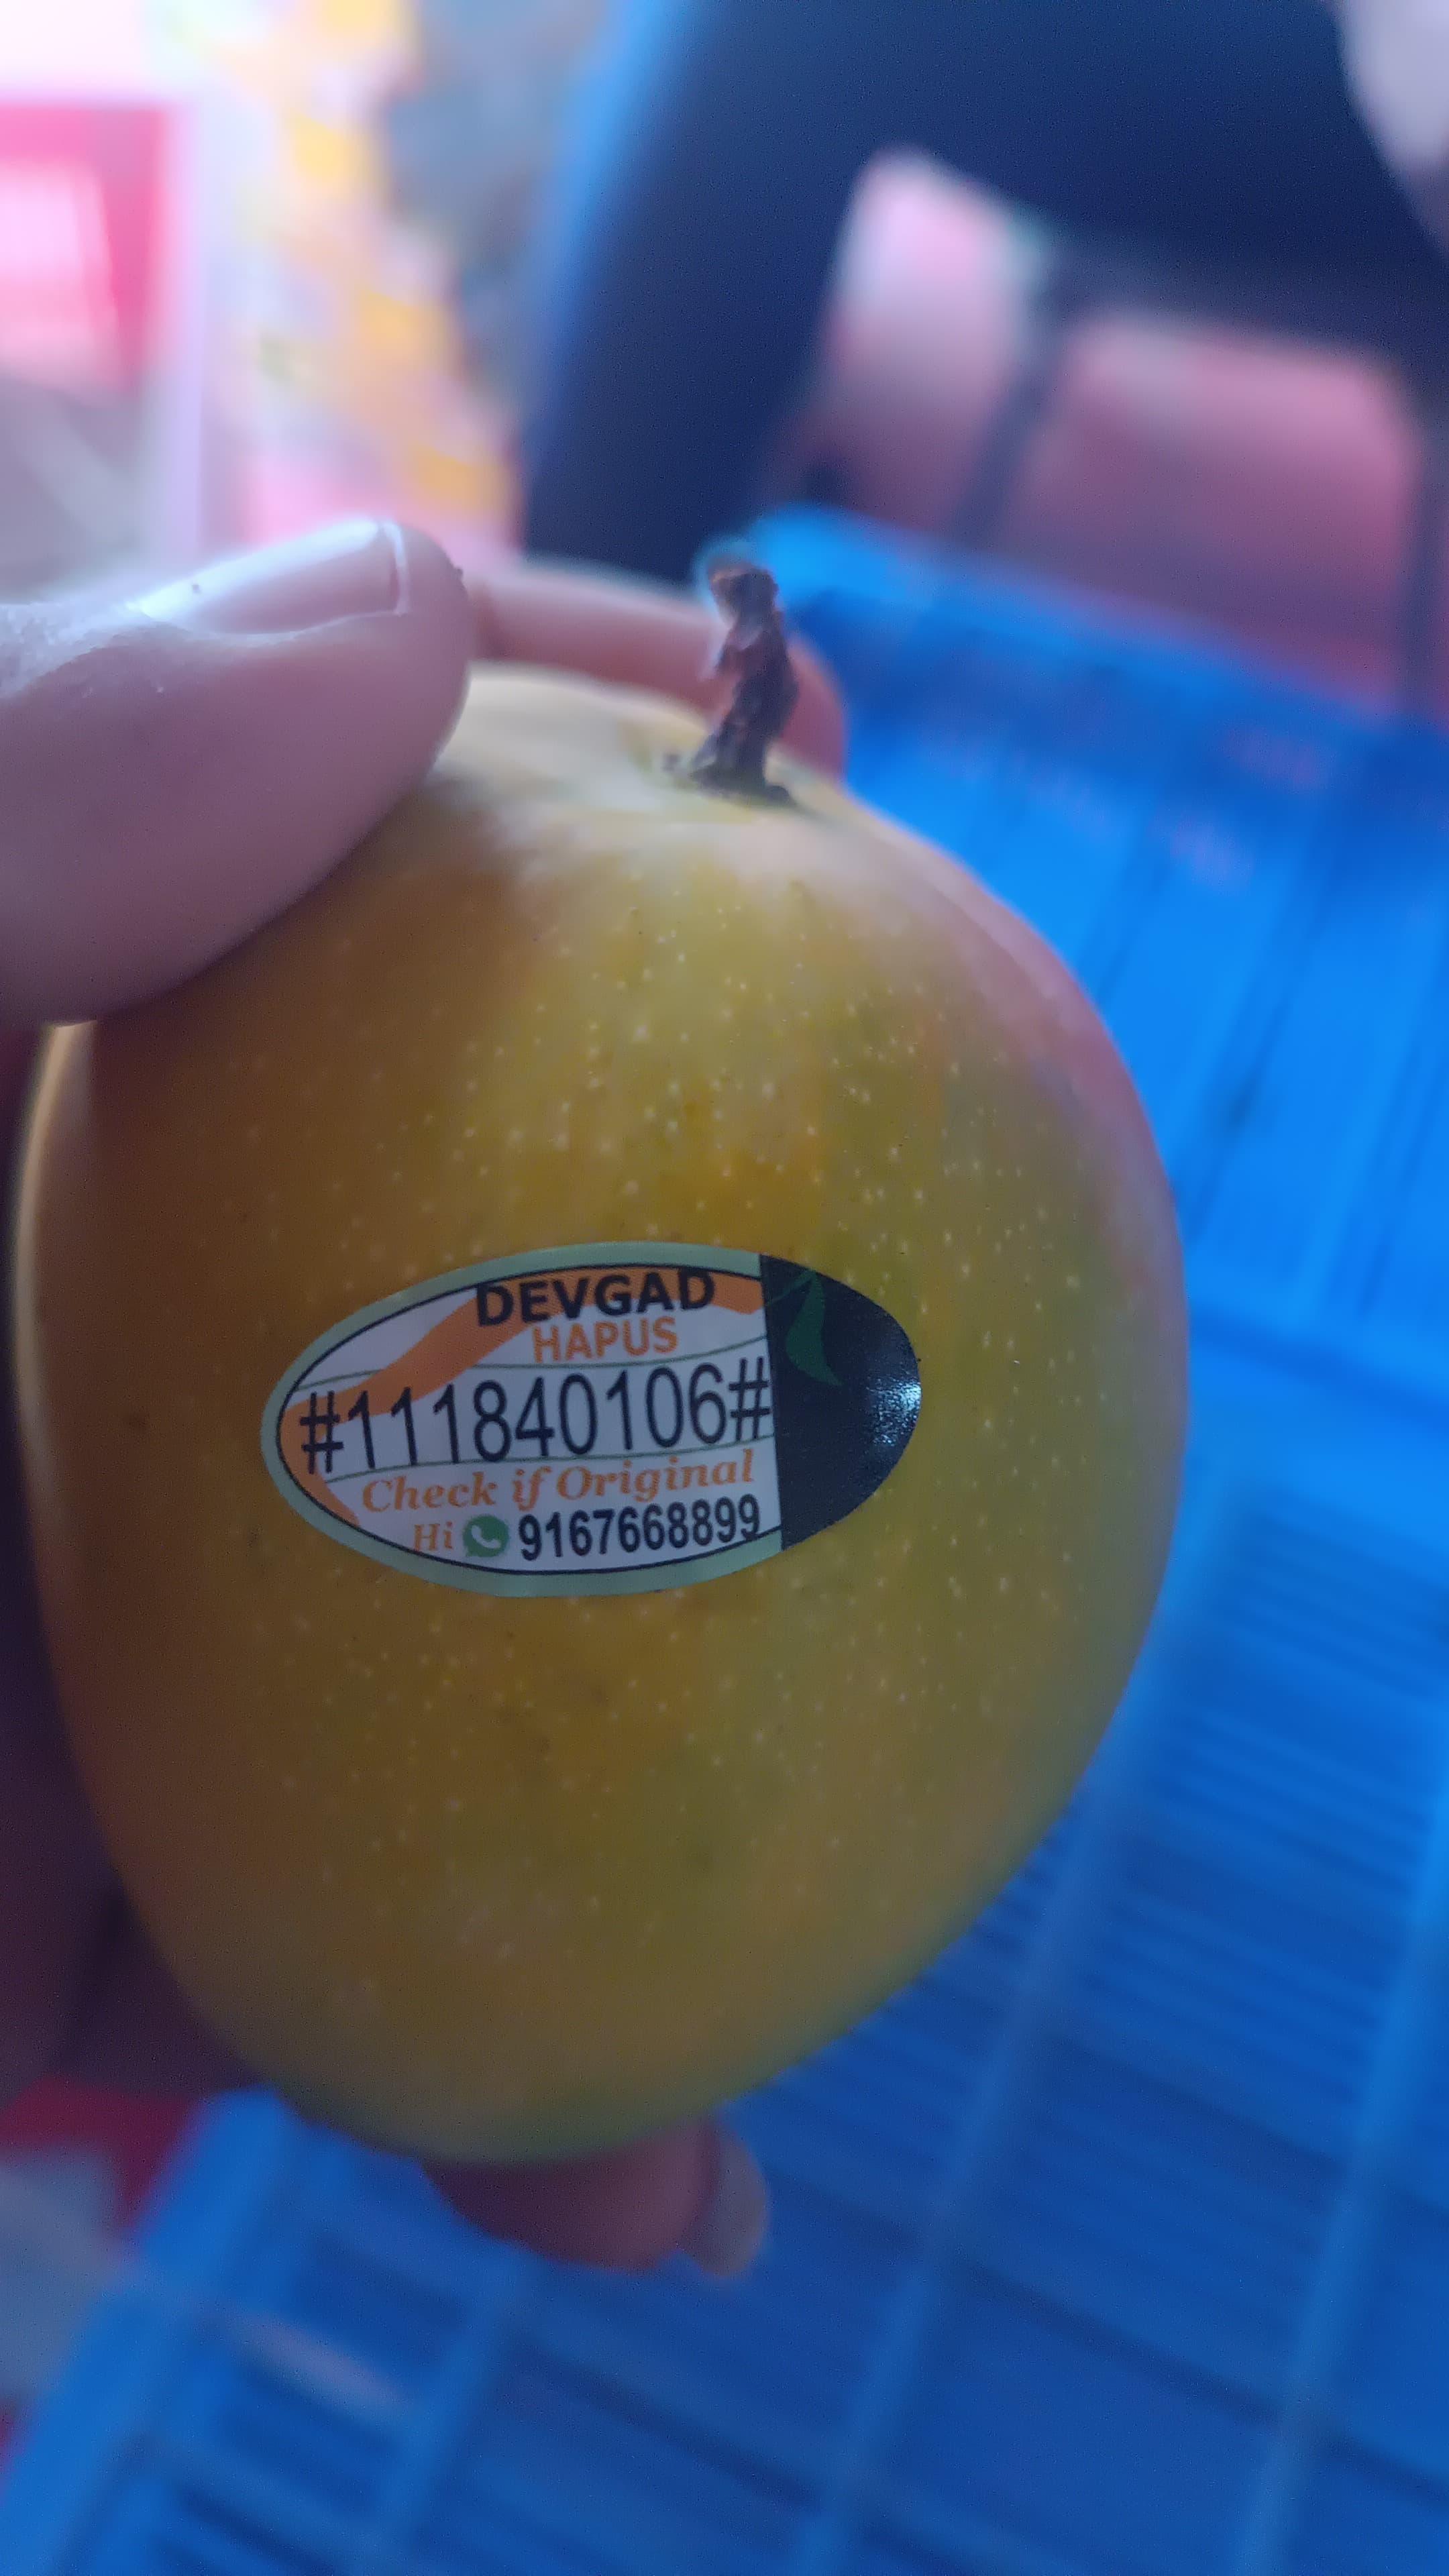 DEVGAD
HAPUS
#111840106#
Check if Original
Hi 9167668899